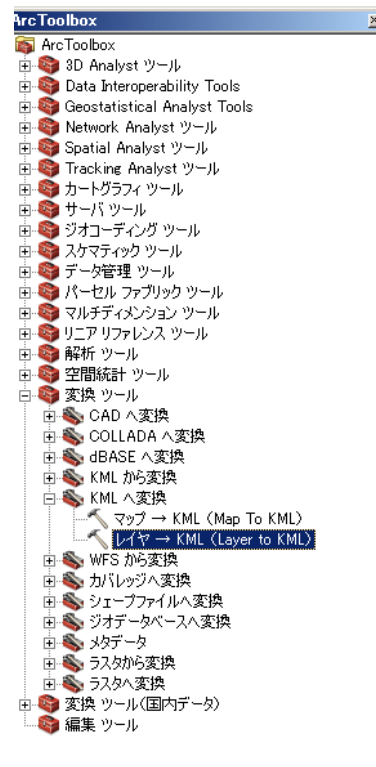 ArcToolbox
ArcToolbox
3D Analyst ツール
Data Interoperability Tools
Geostatistical Analyst Tools
Network Analyst ツール
Spatial Analyst ツール
Tracking Analyst ツール
カートグラフィ ツール
サーバ ツール
ジオコーディング ツール
スケマティック ツール
データ管理 ツール
パーセル ファブリック ツール
マルチディメンション ツール
リニア リファレンス ツール
解析 ツール
空間統計 ツール
変換 ツール
CAD へ変換
COLLADA へ変換
dBASE へ変換
KML から変換
KML へ変換
マップ → KML (Map To KML)
レイヤ → KML (Layer to KML)
WFS から変換
カバレッジへ変換
シェープファイルへ変換
ジオデータベースへ変換
メタデータ
ラスタから変換
ラスタへ変換
変換 ツール(国内データ)
編集 ツール